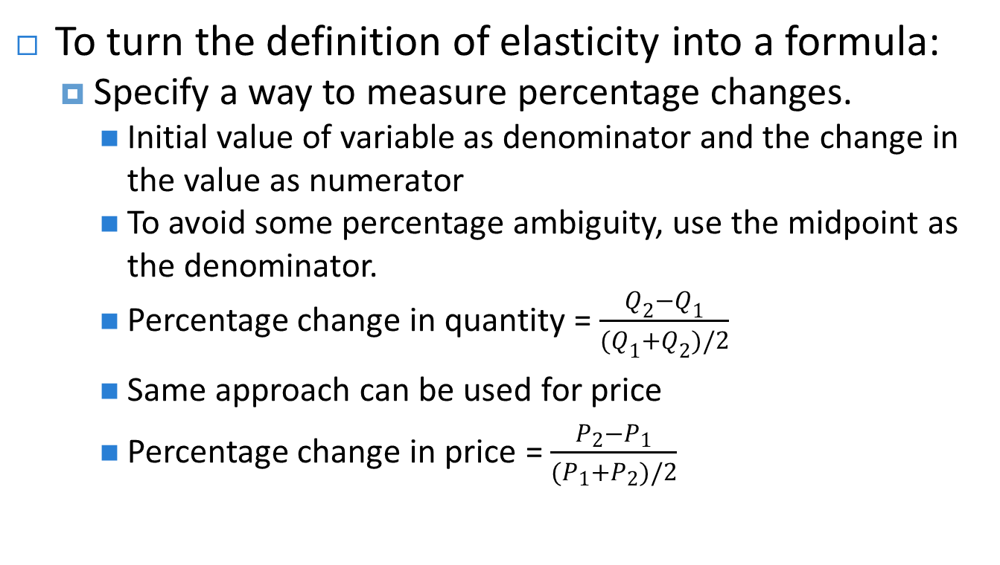 To turn the definition of elasticity into a formula:
Specify a way to measure percentage changes.
Initial value of variable as denominator and the change in
the value as numerator
To avoid some percentage ambiguity, use the midpoint as
the denominator.
Percentage change in quantity = \frac{Q_2-Q_1}{(Q_1+Q_2)/2}
Same approach can be used for price
Percentage change in price = \frac{P_2-P_1}{(P_1+P_2)/2}